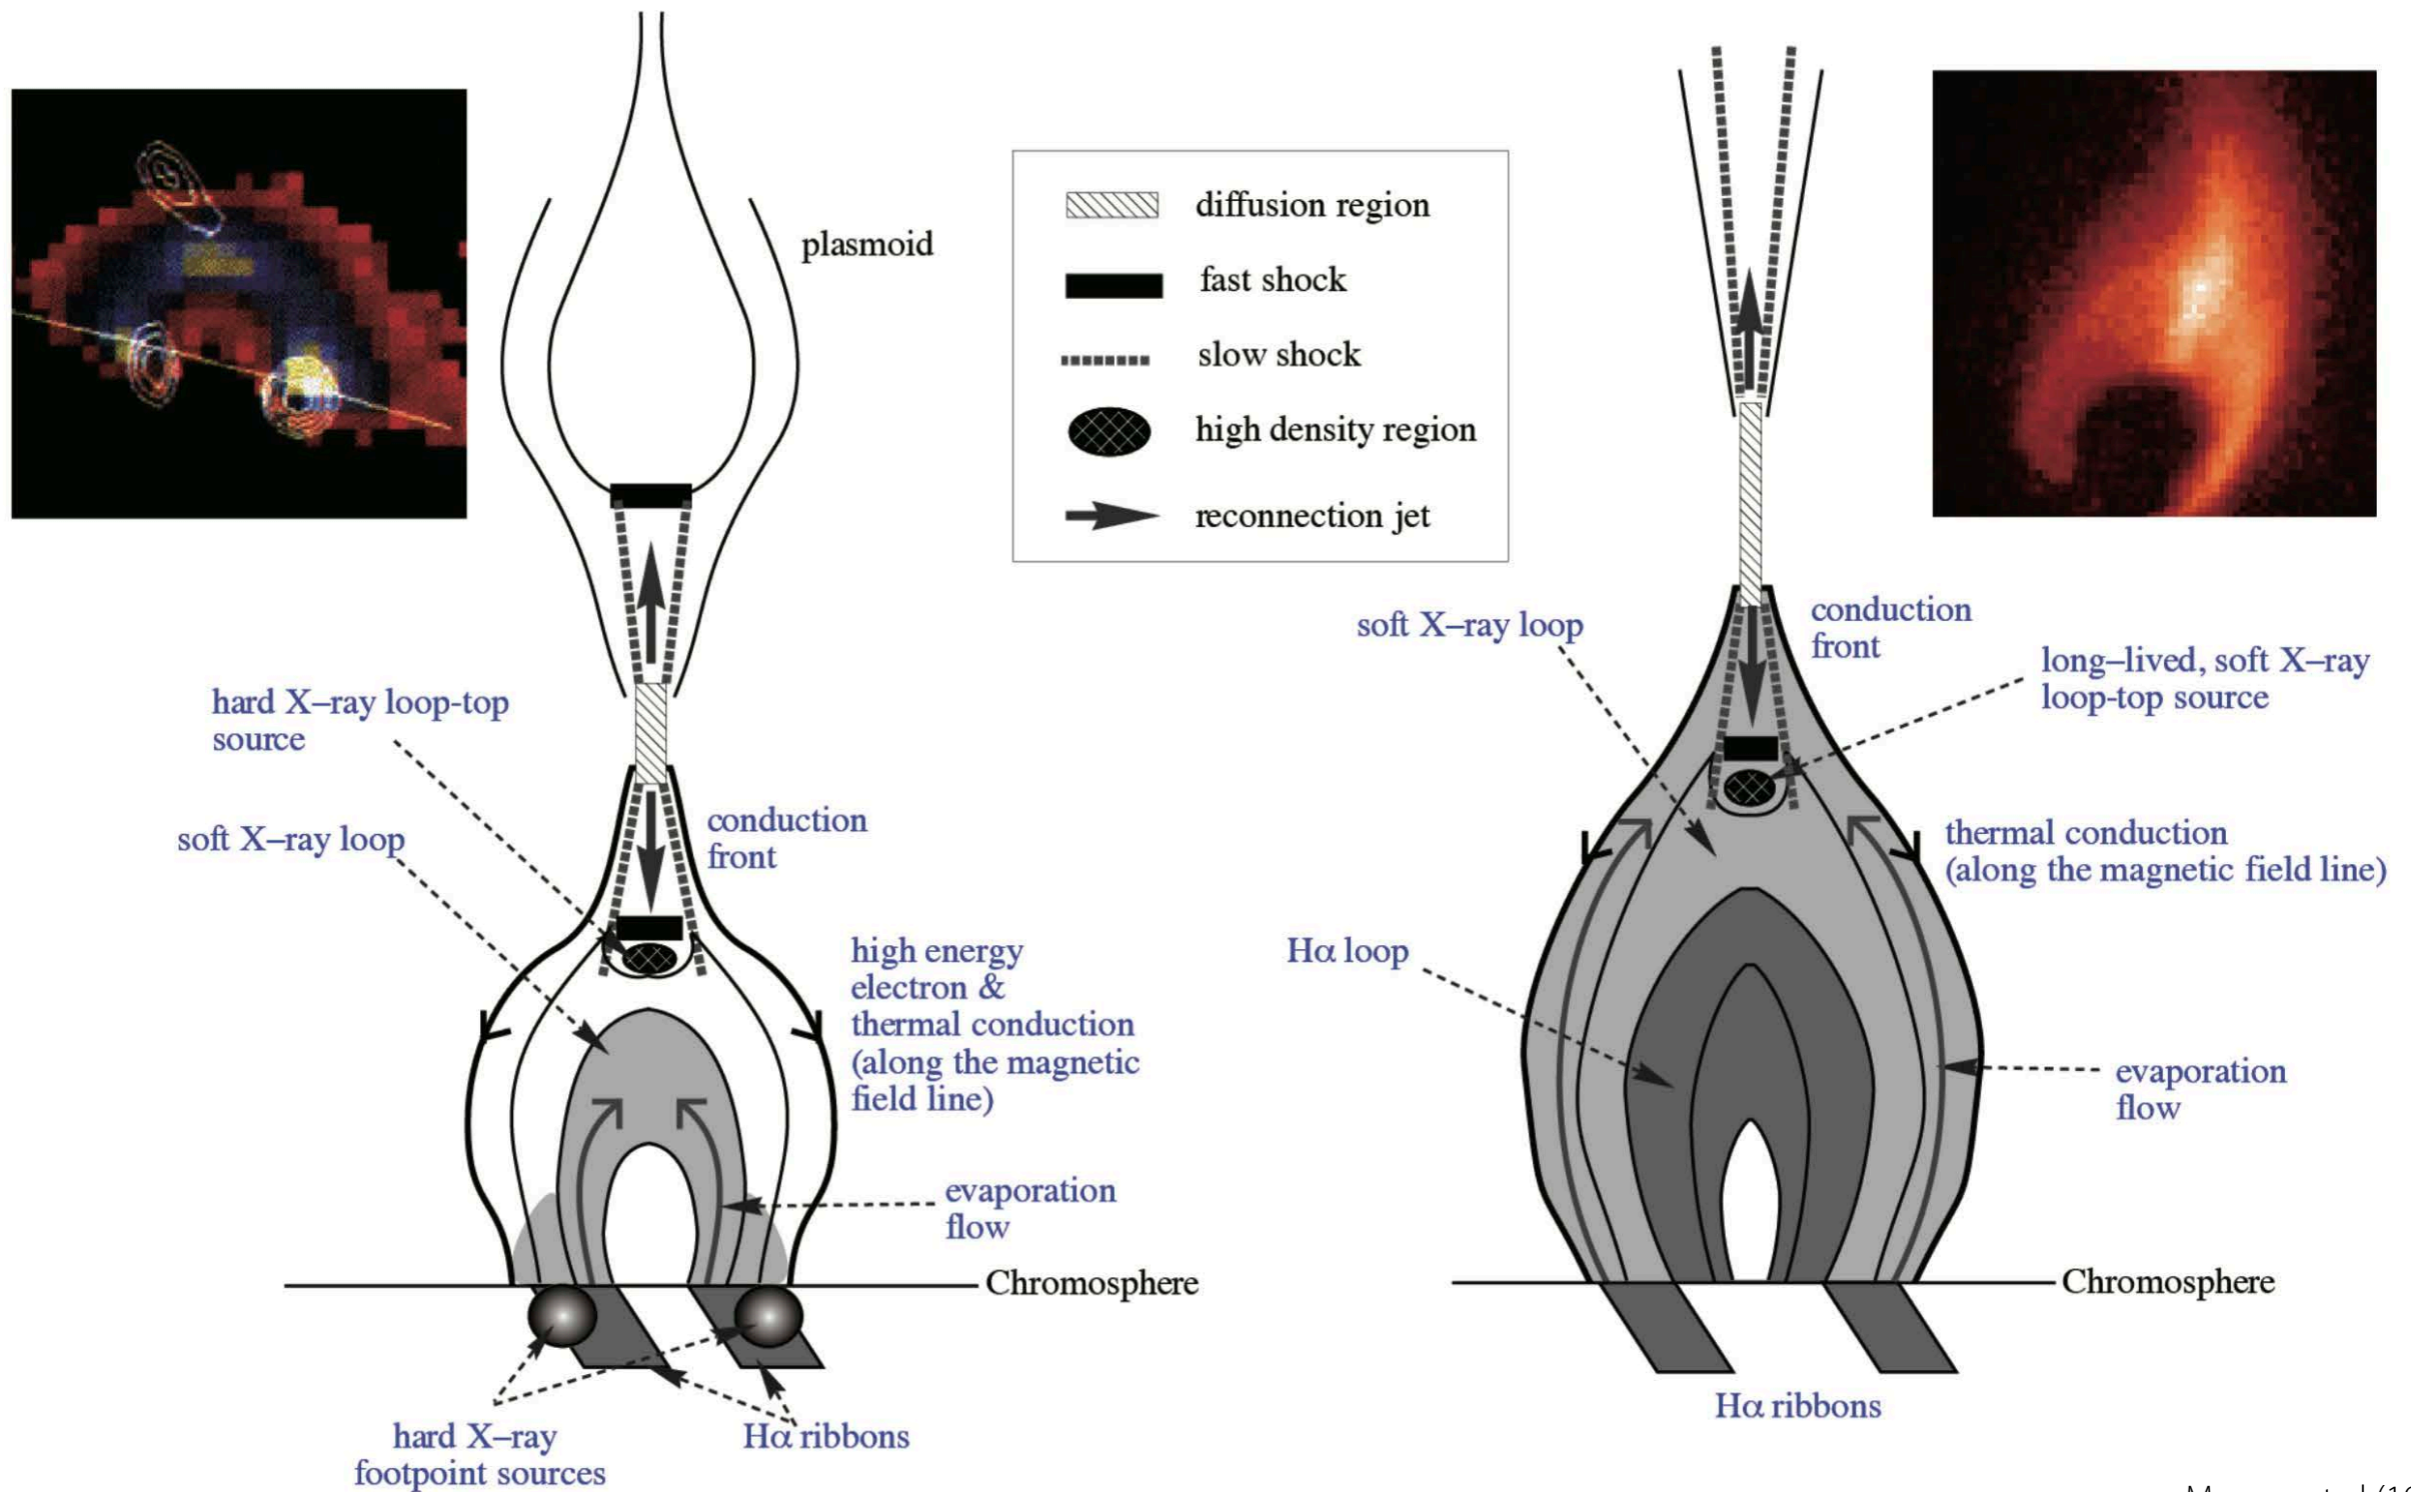 plasmoid
diffusion region
fast shock
slow shock
high density region
reconnection jet
hard X–ray loop-top
source
soft X–ray loop
conduction
front
high energy
electron &
thermal conduction
(along the magnetic
field line)
evaporation
flow
Chromosphere
hard X–ray
footpoint sources
Hα ribbons
soft X–ray loop
conduction
front
long–lived, soft X–ray
loop-top source
thermal conduction
(along the magnetic field line)
Hα loop
evaporation
flow
Chromosphere
Hα ribbons